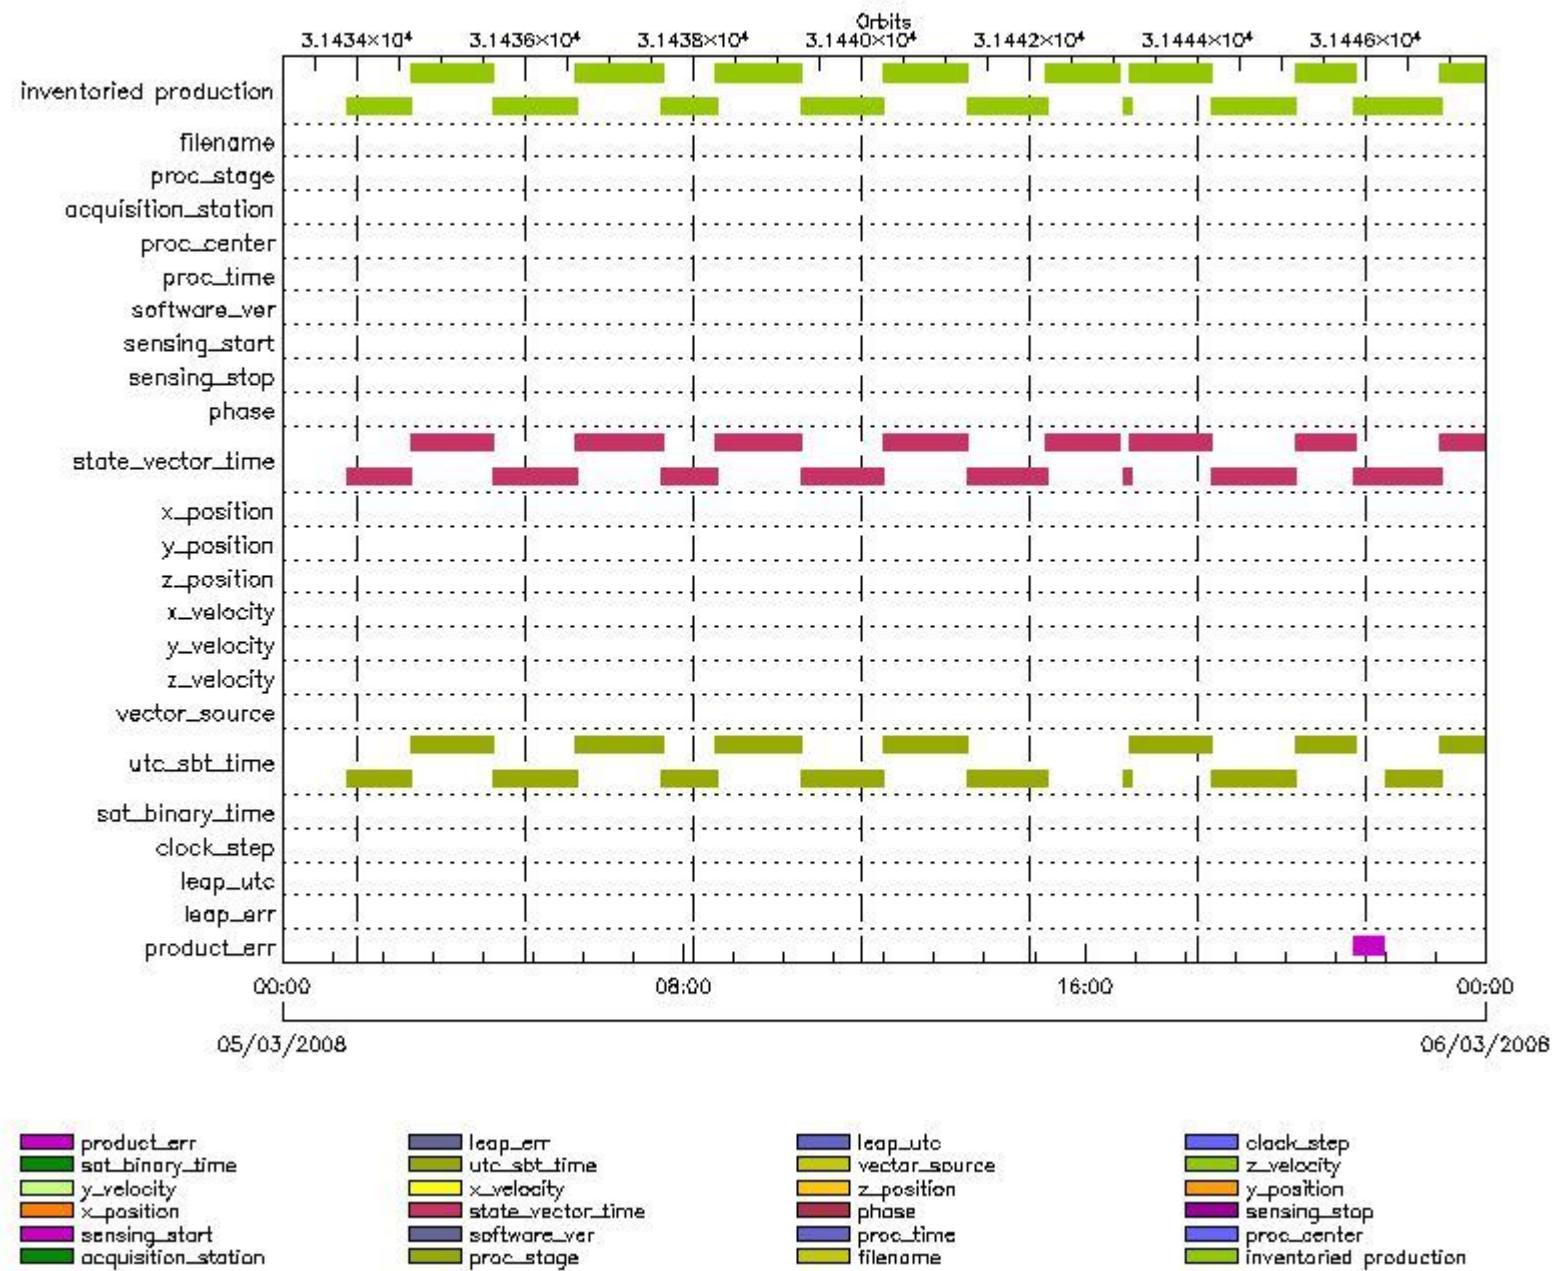 Orbits
3.1434×10⁴ 3.1436×10⁴ 3.1438×10⁴ 3.1440×10⁴ 3.1442×10⁴ 3.1444×10⁴ 3.1446×10⁴
inventoried production
filename
proc_stage
acquisition_station
proc_center
proc_time
software_ver
sensing_start
sensing_stop
phase
state_vector_time
x_position
y_position
z_position
x_velocity
y_velocity
z_velocity
vector_source
utc_sbt_time
sat_binary_time
clock_step
leap_utc
leap_err
product_err
00:00 08:00 16:00 00:00
05/03/2008 06/03/2008
product_err leap_err leap_utc clock_step
sat_binary_time utc_sbt_time vector_source z_velocity
y_velocity x_velocity z_position y_position
x_position state_vector_time phase sensing_stop
sensing_start software_ver proc_time proc_center
acquisition_station proc_stage filename inventoried production